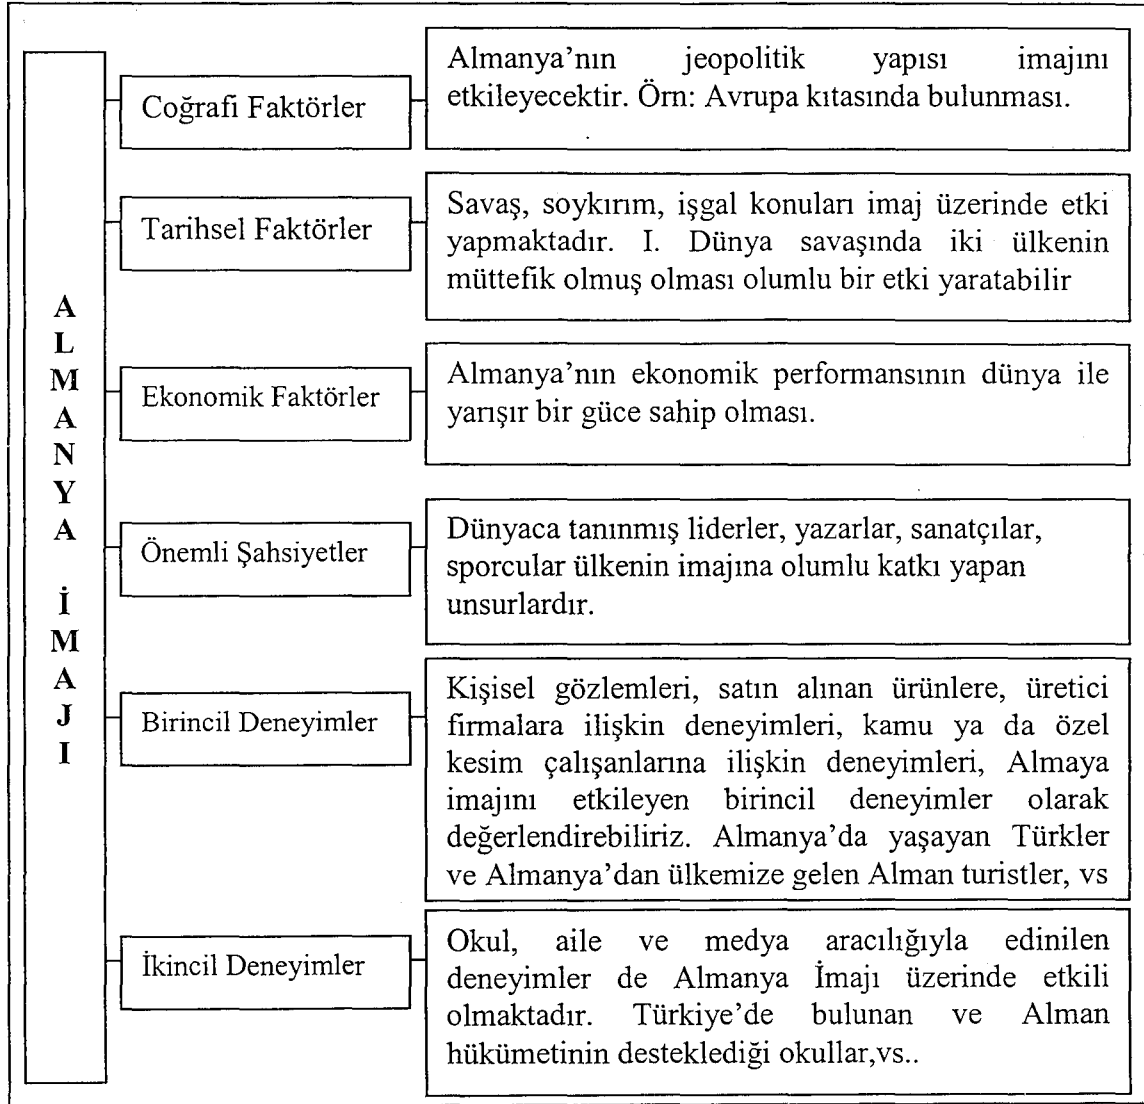 ALMANYA İMAJI
Coğrafi Faktörler
Almanya’nın jeopolitik yapısı imajını
etkileyecektir. Örn: Avrupa kıtasında bulunması.
Tarihsel Faktörler
Savaş, soykırım, işgal konuları imaj üzerinde etki
yapmaktadır. I. Dünya savaşında iki ülkenin
müttefik olmuş olması olumlu bir etki yaratabilir
Ekonomik Faktörler
Almanya’nın ekonomik performansının dünya ile
yarışır bir güce sahip olması.
Önemli Şahsiyetler
Dünyaca tanınmış liderler, yazarlar, sanatçılar,
sporcular ülkenin imajına olumlu katkı yapan
unsurlardır.
Birincil Deneyimler
Kişisel gözlemleri, satın alınan ürünlere, üretici
firmalara ilişkin deneyimleri, kamu ya da özel
kesim çalışanlarına ilişkin deneyimleri, Almaya
imajını etkileyen birincil deneyimler olarak
değerlendirebiliriz. Almanya’da yaşayan Türkler
ve Almanya’dan ülkemize gelen Alman turistler, vs
İkincil Deneyimler
Okul, aile ve medya aracılığıyla edinilen
deneyimler de Almanya İmajı üzerinde etkili
olmaktadır. Türkiye’de bulunan ve Alman
hükümetinin desteklediği okullar,vs..